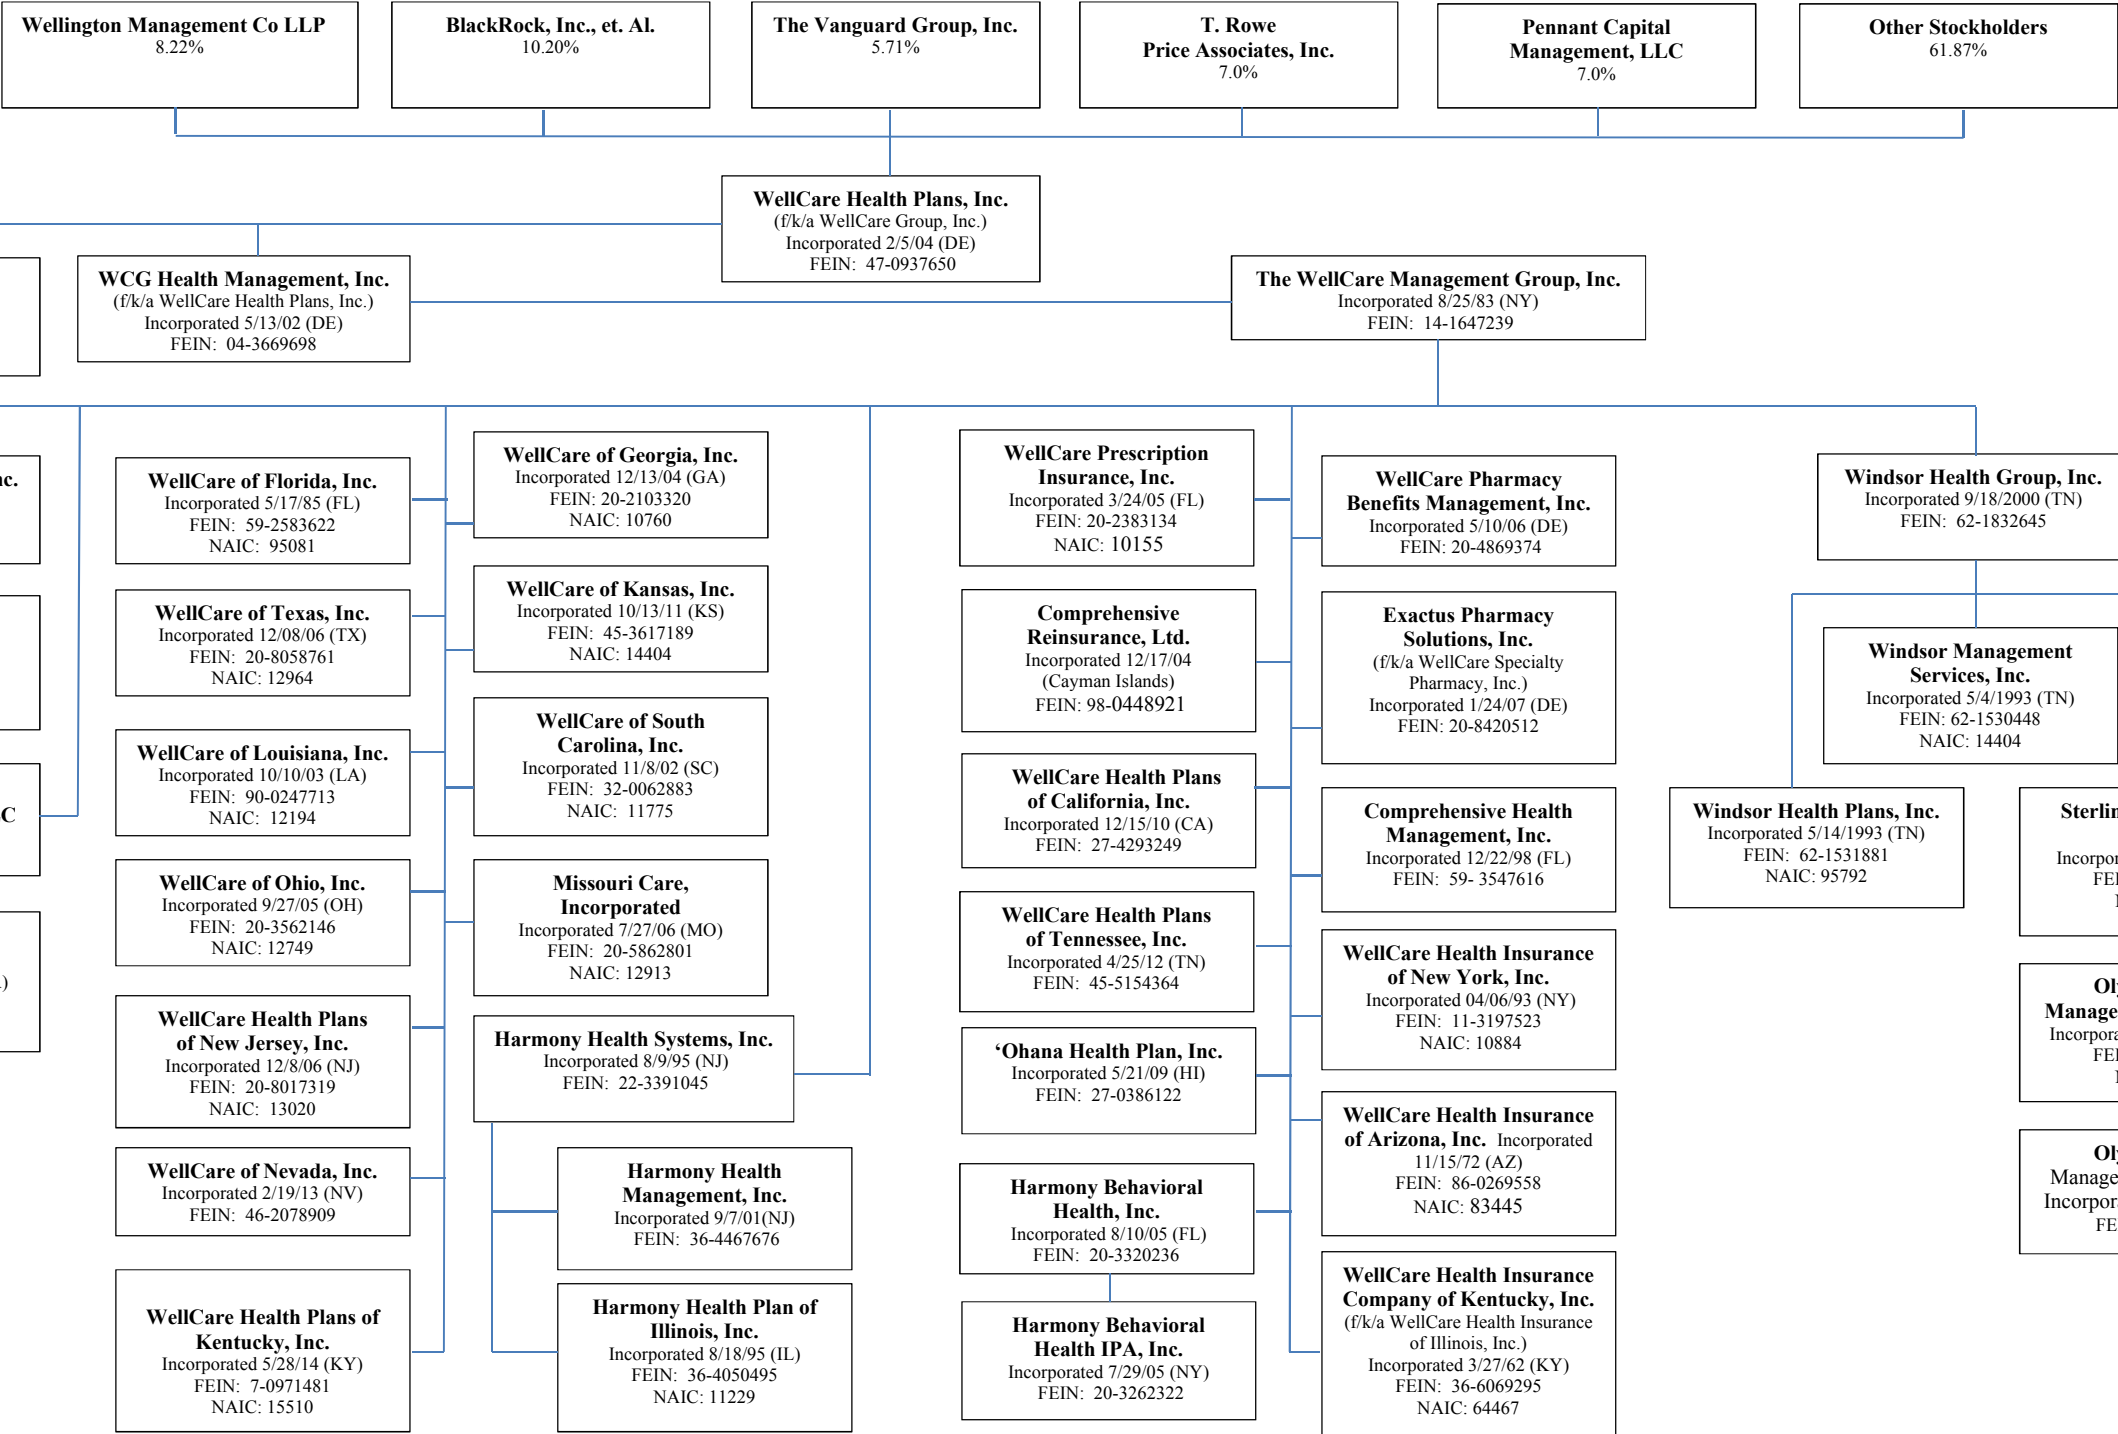 Wellington Management Co LLP
8.22%
BlackRock, Inc., et. Al.
10.20%
The Vanguard Group, Inc.
5.71%
T. Rowe
Price Associates, Inc.
7.0%
Pennant Capital
Management, LLC
7.0%
Other Stockholders
61.87%
WellCare Health Plans, Inc.
(f/k/a WellCare Group, Inc.)
Incorporated 2/5/04 (DE)
FEIN: 47-0937650
WCG Health Management, Inc.
(f/k/a WellCare Health Plans, Inc.)
Incorporated 5/13/02 (DE)
FEIN: 04-3669698
The WellCare Management Group, Inc.
Incorporated 8/25/83 (NY)
FEIN: 14-1647239
nc.
C
)
WellCare of Florida, Inc.
Incorporated 5/17/85 (FL)
FEIN: 59-2583622
NAIC: 95081
WellCare of Texas, Inc.
Incorporated 12/08/06 (TX)
FEIN: 20-8058761
NAIC: 12964
WellCare of Louisiana, Inc.
Incorporated 10/10/03 (LA)
FEIN: 90-0247713
NAIC: 12194
WellCare of Ohio, Inc.
Incorporated 9/27/05 (OH)
FEIN: 20-3562146
NAIC: 12749
WellCare Health Plans
of New Jersey, Inc.
Incorporated 12/8/06 (NJ)
FEIN: 20-8017319
NAIC: 13020
WellCare of Nevada, Inc.
Incorporated 2/19/13 (NV)
FEIN: 46-2078909
WellCare Health Plans of
Kentucky, Inc.
Incorporated 5/28/14 (KY)
FEIN: 7-0971481
NAIC: 15510
WellCare of Georgia, Inc.
Incorporated 12/13/04 (GA)
FEIN: 20-2103320
NAIC: 10760
WellCare of Kansas, Inc.
Incorporated 10/13/11 (KS)
FEIN: 45-3617189
NAIC: 14404
WellCare of South
Carolina, Inc.
Incorporated 11/8/02 (SC)
FEIN: 32-0062883
NAIC: 11775
Missouri Care,
Incorporated
Incorporated 7/27/06 (MO)
FEIN: 20-5862801
NAIC: 12913
Harmony Health Systems, Inc.
Incorporated 8/9/95 (NJ)
FEIN: 22-3391045
Harmony Health
Management, Inc.
Incorporated 9/7/01(NJ)
FEIN: 36-4467676
Harmony Health Plan of
Illinois, Inc.
Incorporated 8/18/95 (IL)
FEIN: 36-4050495
NAIC: 11229
WellCare Prescription
Insurance, Inc.
Incorporated 3/24/05 (FL)
FEIN: 20-2383134
NAIC: 10155
Comprehensive
Reinsurance, Ltd.
Incorporated 12/17/04
(Cayman Islands)
FEIN: 98-0448921
WellCare Health Plans
of California, Inc.
Incorporated 12/15/10 (CA)
FEIN: 27-4293249
WellCare Health Plans
of Tennessee, Inc.
Incorporated 4/25/12 (TN)
FEIN: 45-5154364
‘Ohana Health Plan, Inc.
Incorporated 5/21/09 (HI)
FEIN: 27-0386122
Harmony Behavioral
Health, Inc.
Incorporated 8/10/05 (FL)
FEIN: 20-3320236
Harmony Behavioral
Health IPA, Inc.
Incorporated 7/29/05 (NY)
FEIN: 20-3262322
WellCare Pharmacy
Benefits Management, Inc.
Incorporated 5/10/06 (DE)
FEIN: 20-4869374
Exactus Pharmacy
Solutions, Inc.
(f/k/a WellCare Specialty
Pharmacy, Inc.)
Incorporated 1/24/07 (DE)
FEIN: 20-8420512
Comprehensive Health
Management, Inc.
Incorporated 12/22/98 (FL)
FEIN: 59- 3547616
WellCare Health Insurance
of New York, Inc.
Incorporated 04/06/93 (NY)
FEIN: 11-3197523
NAIC: 10884
WellCare Health Insurance
of Arizona, Inc. Incorporated
11/15/72 (AZ)
FEIN: 86-0269558
NAIC: 83445
WellCare Health Insurance
Company of Kentucky, Inc.
(f/k/a WellCare Health Insurance
of Illinois, Inc.)
Incorporated 3/27/62 (KY)
FEIN: 36-6069295
NAIC: 64467
Windsor Health Group, Inc.
Incorporated 9/18/2000 (TN)
FEIN: 62-1832645
Windsor Management
Services, Inc.
Incorporated 5/4/1993 (TN)
FEIN: 62-1530448
NAIC: 14404
Windsor Health Plans, Inc.
Incorporated 5/14/1993 (TN)
FEIN: 62-1531881
NAIC: 95792